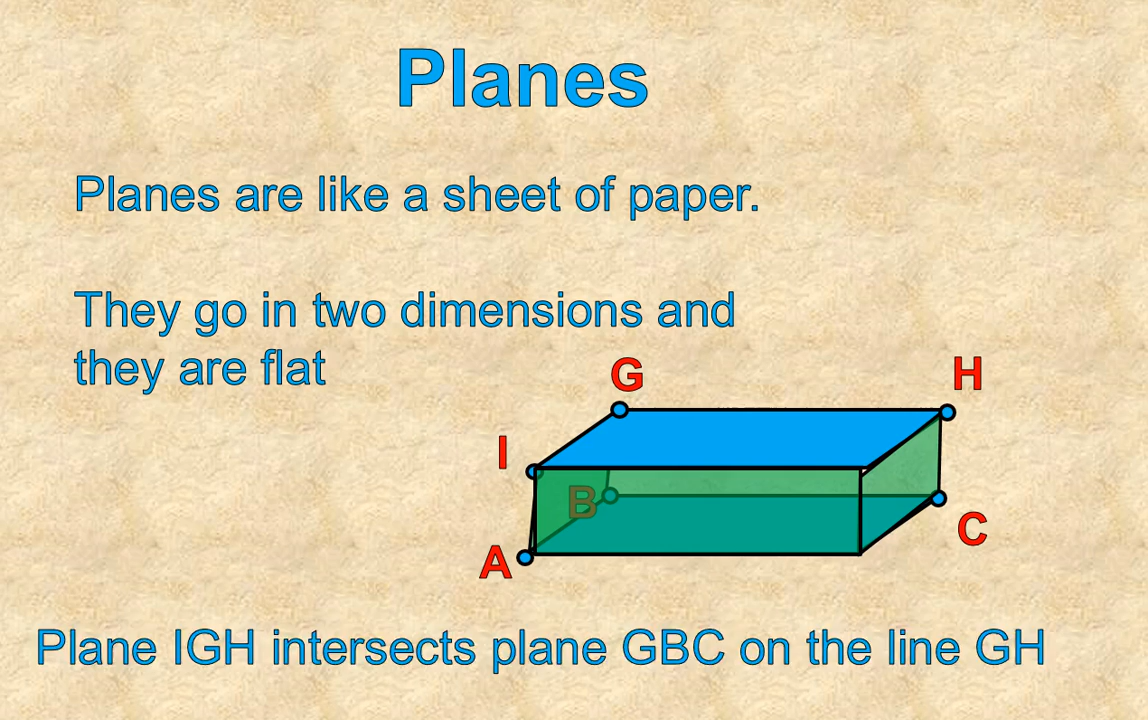 Planes
Planes are like a sheet of paper.
They go in two dimensions and
they are flat
G
H
I
B
C
A
Plane IGH intersects plane GBC on the line GH